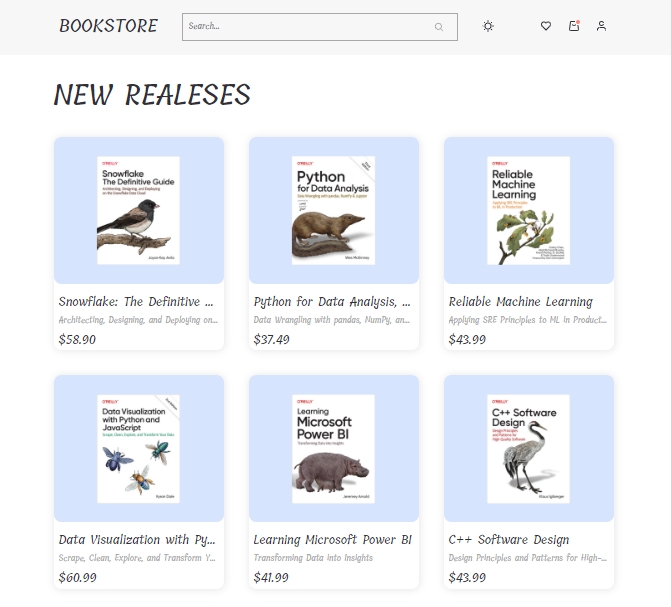 BOOKSTORE
Search...
NEW REALESES
O'REILLY
Snowflake
The Definitive Guide
Architecting, Designing, and Deploying
on the Snowflake Data Cloud
Joyce Kay Avila
Snowflake: The Definitive ...
Architecting, Designing, and Deploying on...
$58.90
O'REILLY
Python
for Data Analysis
Data Wrangling with pandas, NumPy & Jupyter
Wes McKinney
Python for Data Analysis, ...
Data Wrangling with pandas, NumPy, an...
$37.49
O'REILLY
Reliable
Machine
Learning
Applying SRE Principles
to ML in Production
Reliable Machine Learning
Applying SRE Principles to ML in Product...
$43.99
O'REILLY
Data Visualization
with Python and
JavaScript
Scrape, Clean, Explore, and Transform Your Data
Kyran Dale
Data Visualization with Py...
Scrape, Clean, Explore, and Transform Y...
$60.99
O'REILLY
Learning
Microsoft
Power BI
Transforming Data into Insights
Jeremey Arnold
Learning Microsoft Power BI
Transforming Data into Insights
$41.99
O'REILLY
C++ Software
Design
Design Principles
and Patterns for
High-Quality Software
Klaus Iglberger
C++ Software Design
Design Principles and Patterns for High-...
$43.99